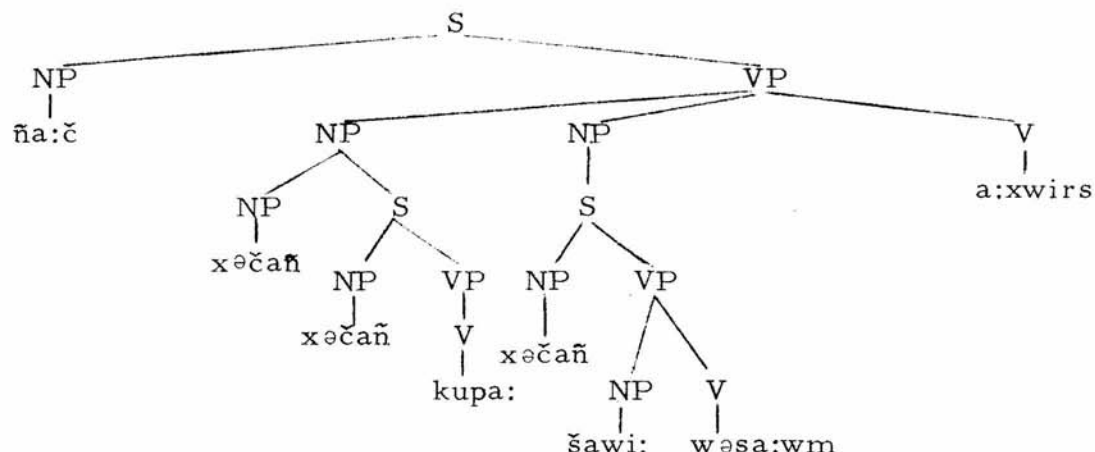 S
NP VP
ña:č NP NP V
a:xwirs
NP S S
xəčañ
NP VP NP VP
xəčañ V xəčañ
kupa: NP V
šawi: wəsa:wm